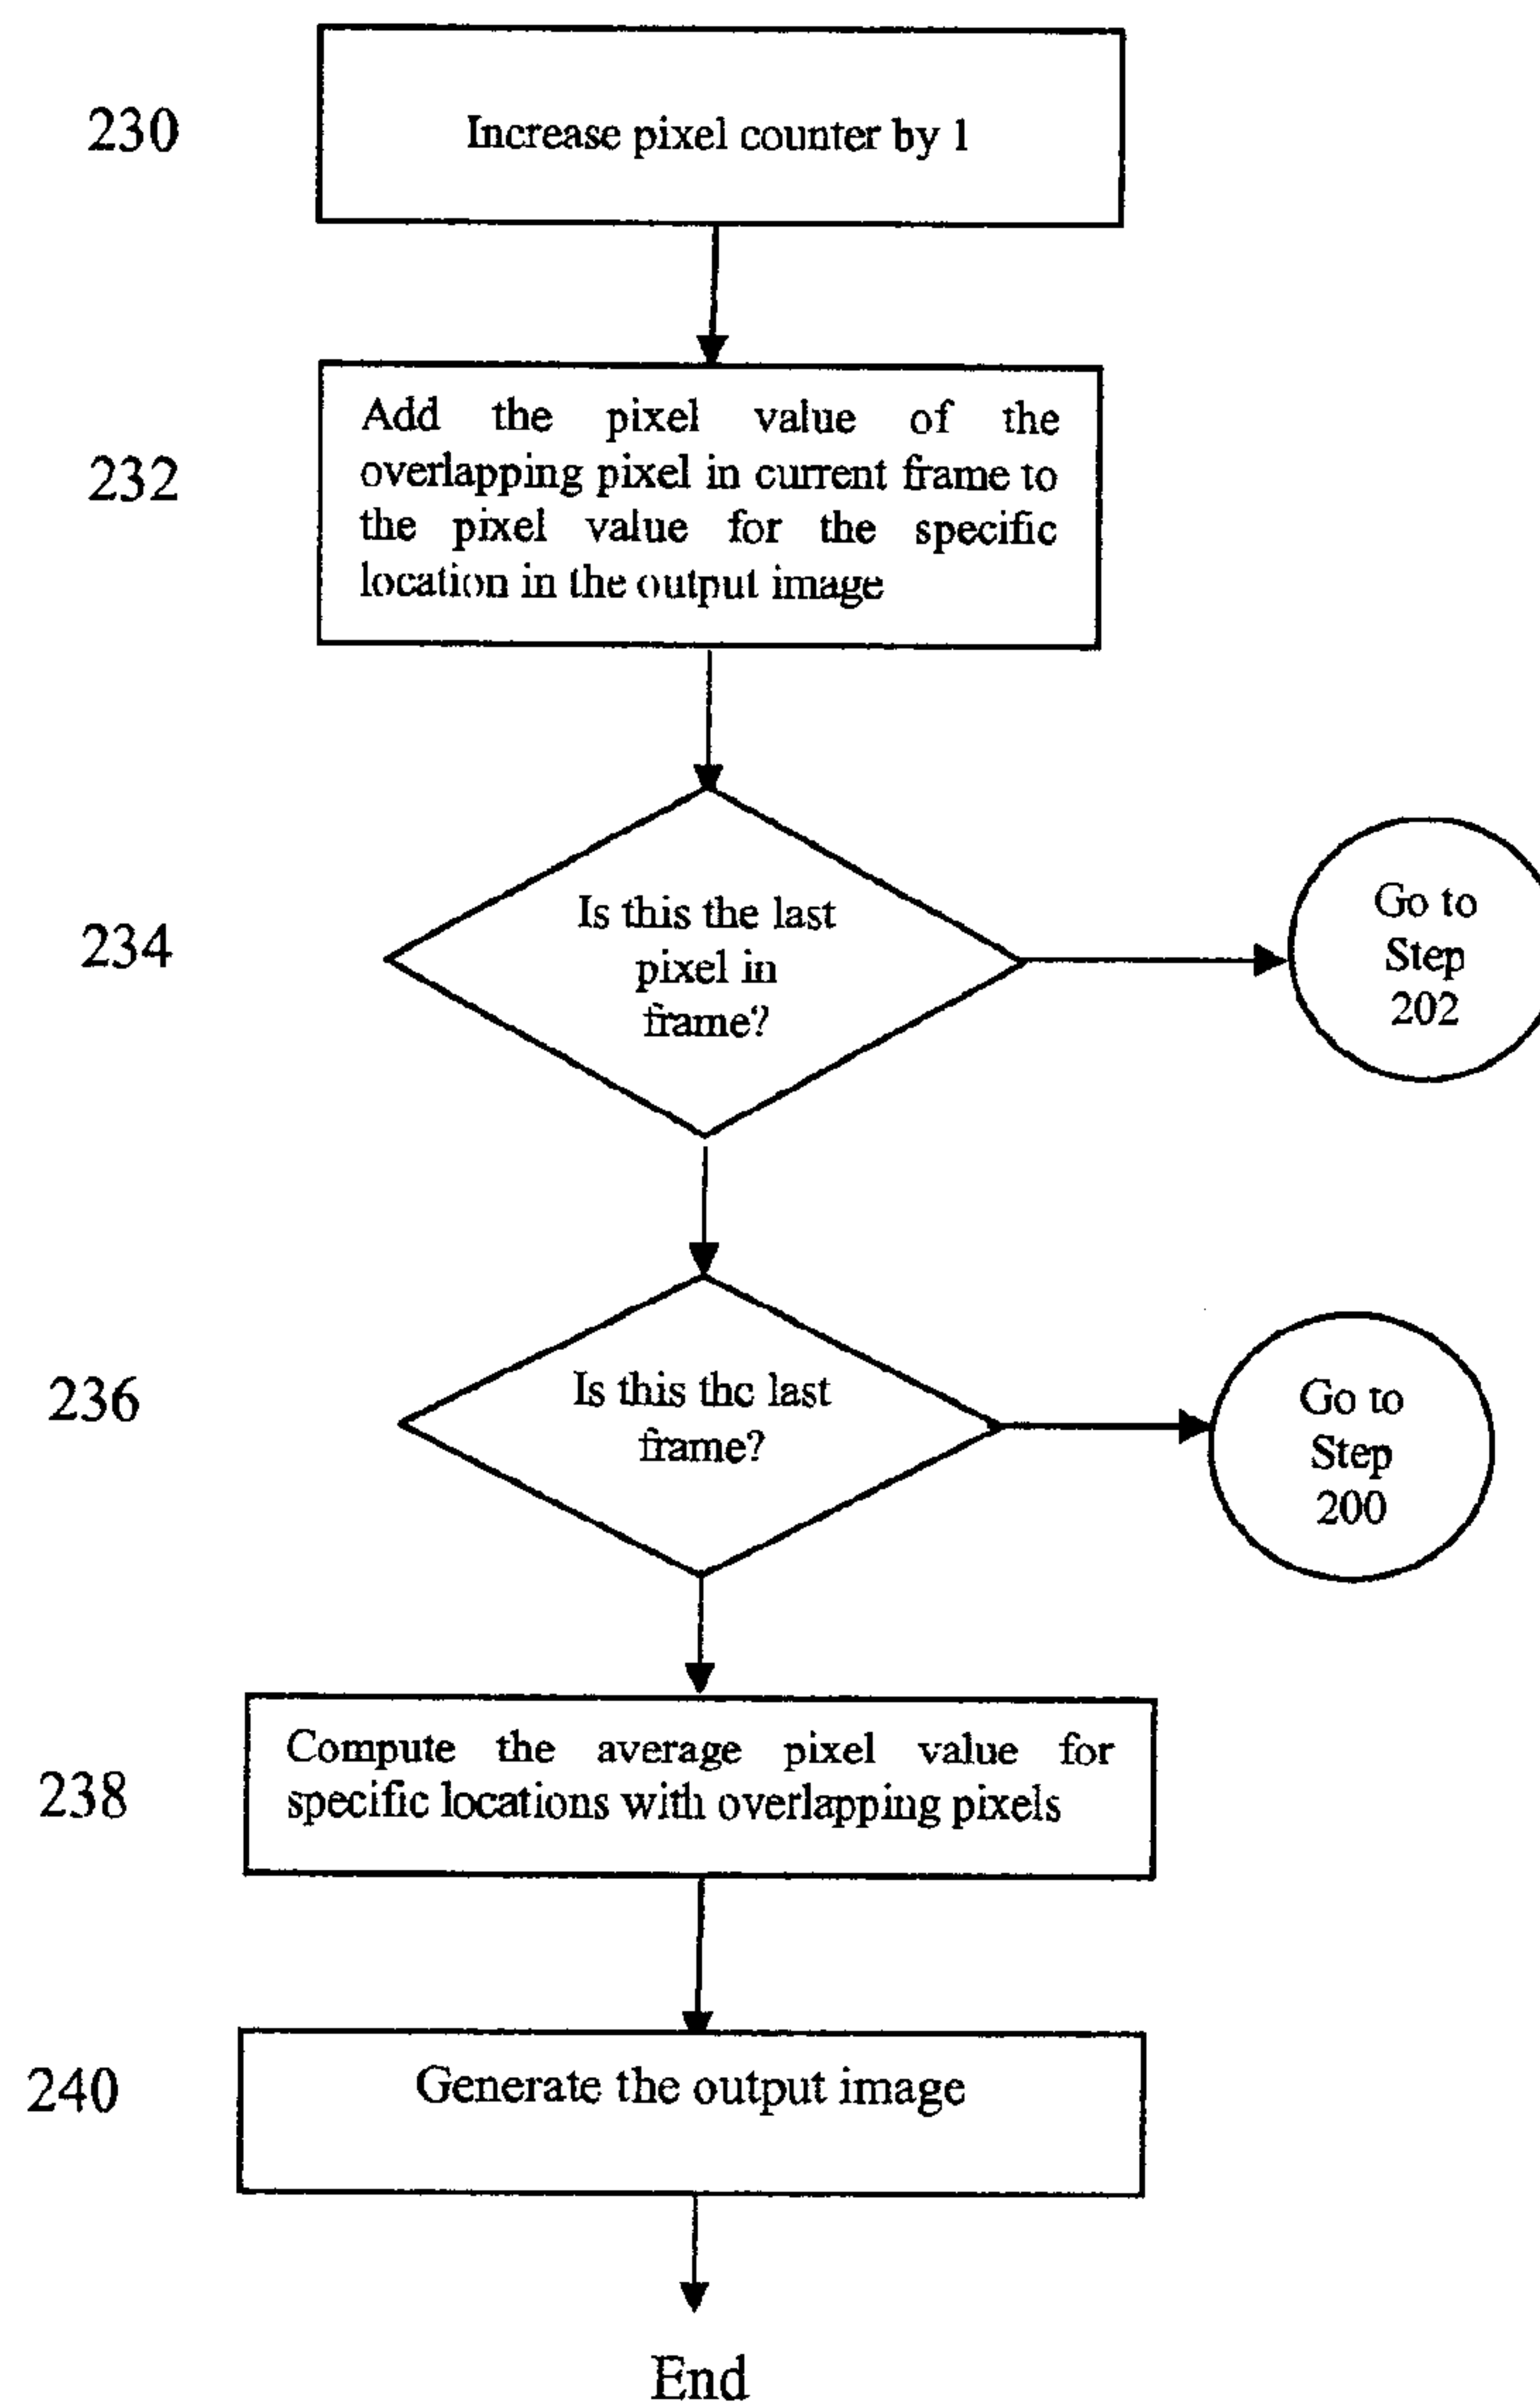 230
Increase pixel counter by 1
232
Add the pixel value of the
overlapping pixel in current frame to
the pixel value for the specific
location in the output image
234
Is this the last
pixel in
frame?
Go to
Step
202
236
Is this the last
frame?
Go to
Step
200
238
Compute the average pixel value for
specific locations with overlapping pixels
240
Generate the output image
End